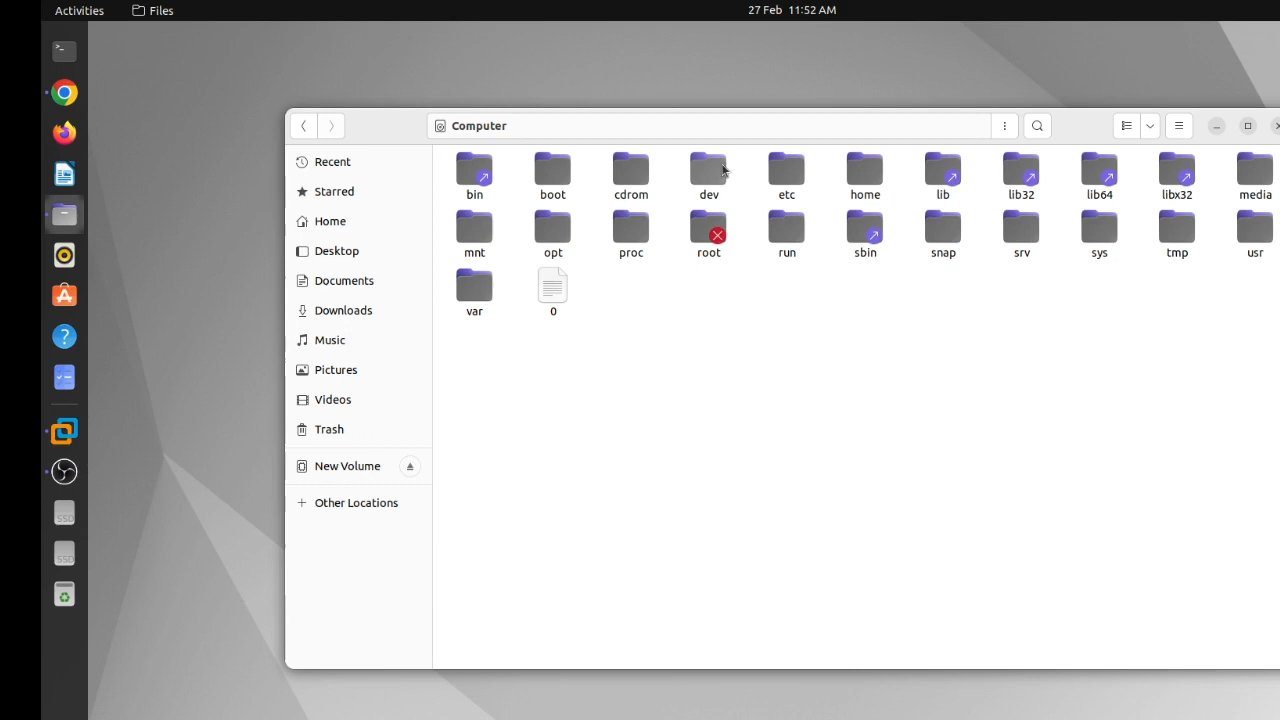 Activities Files 27 Feb 11:52 AM
Computer
Recent
Starred
Home
Desktop
Documents
Downloads
Music
Pictures
Videos
Trash
New Volume
Other Locations
bin boot cdrom dev etc home lib lib32 lib64 libx32 media
mnt opt proc root run sbin snap srv sys tmp usr
var 0
SSD
SSD